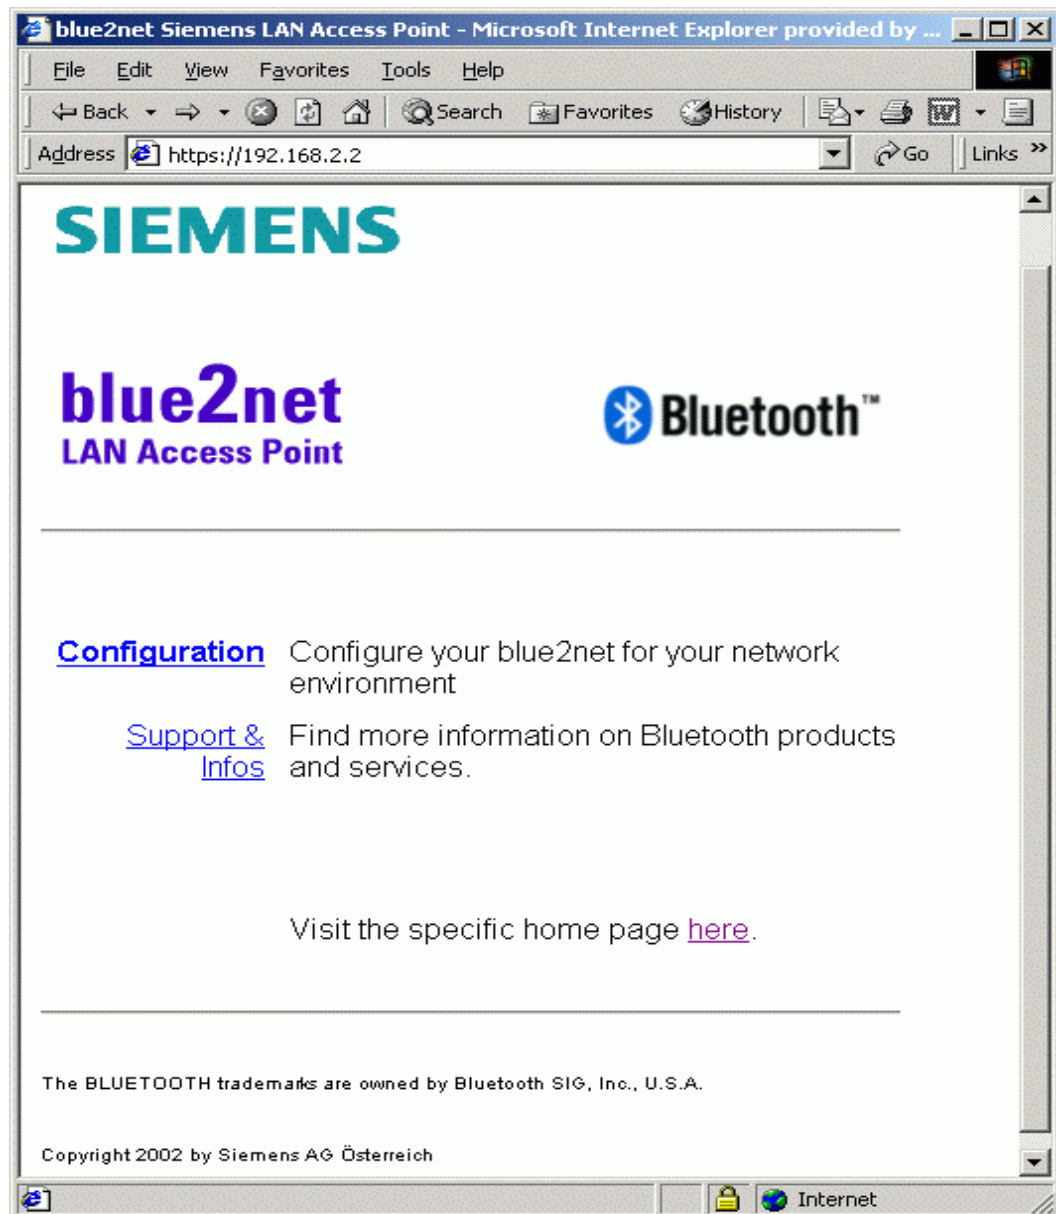 blue2net Siemens LAN Access Point - Microsoft Internet Explorer provided by ...
File Edit View Favorites Tools Help
Back Search Favorites History
Address https://192.168.2.2 Go Links »
SIEMENS
blue2net
LAN Access Point
Bluetooth™
Configuration Configure your blue2net for your network
environment
Support & Find more information on Bluetooth products
Infos and services.
Visit the specific home page here.
The BLUETOOTH trademarks are owned by Bluetooth SIG, Inc., U.S.A.
Copyright 2002 by Siemens AG Österreich
Internet